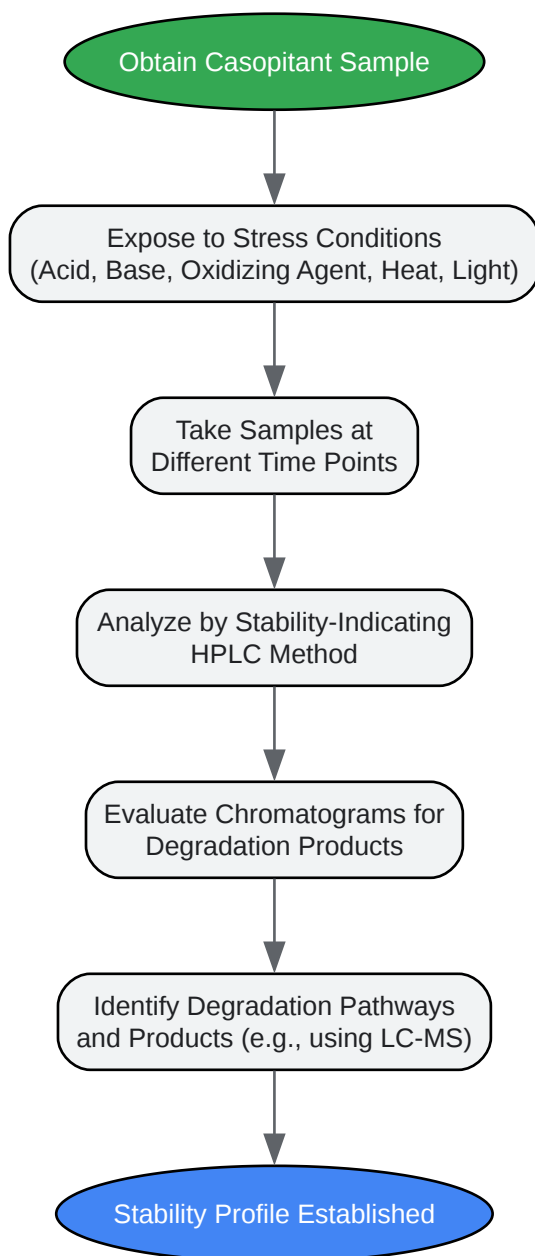 Obtain Casopitant Sample
Expose to Stress Conditions
(Acid, Base, Oxidizing Agent, Heat, Light)
Take Samples at
Different Time Points
Analyze by Stability-Indicating
HPLC Method
Evaluate Chromatograms for
Degradation Products
Identify Degradation Pathways
and Products (e.g., using LC-MS)
Stability Profile Established